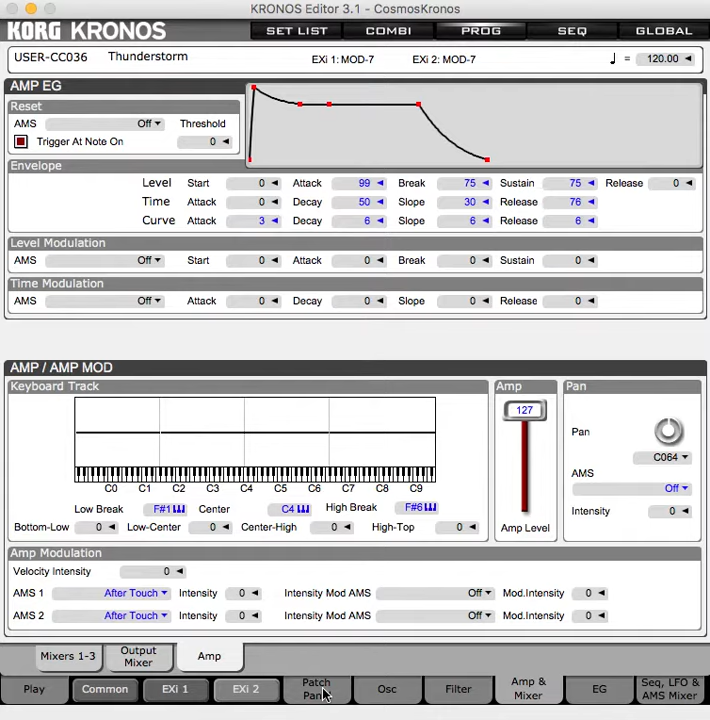 KRONOS Editor 3.1 - CosmosKronos
KORG KRONOS SET LIST COMBI PROG SEQ GLOBAL
USER-CC036 Thunderstorm EXi 1: MOD-7 EXi 2: MOD-7 ♩ = 120.00
AMP EG
Reset
AMS Off Threshold
Trigger At Note On 0
Envelope
Level Start 0 Attack 99 Break 75 Sustain 75 Release 0
Time Attack 0 Decay 50 Slope 30 Release 76
Curve Attack 3 Decay 6 Slope 6 Release 6
Level Modulation
AMS Off Start 0 Attack 0 Break 0 Sustain 0
Time Modulation
AMS Off Attack 0 Decay 0 Slope 0 Release 0
AMP / AMP MOD
Keyboard Track Amp Pan
127
Pan
C064
C0 C1 C2 C3 C4 C5 C6 C7 C8 C9
AMS
Off
Low Break F#1 Center C4 High Break F#6
Intensity 0
Bottom-Low 0 Low-Center 0 Center-High 0 High-Top 0 Amp Level
Amp Modulation
Velocity Intensity 0
AMS 1 After Touch Intensity 0 Intensity Mod AMS Off Mod.Intensity 0
AMS 2 After Touch Intensity 0 Intensity Mod AMS Off Mod.Intensity 0
Mixers 1-3 Output Mixer Amp
Play Common EXi 1 EXi 2 Patch Pan Osc Filter Amp & Mixer EG Seq, LFO & AMS Mixer